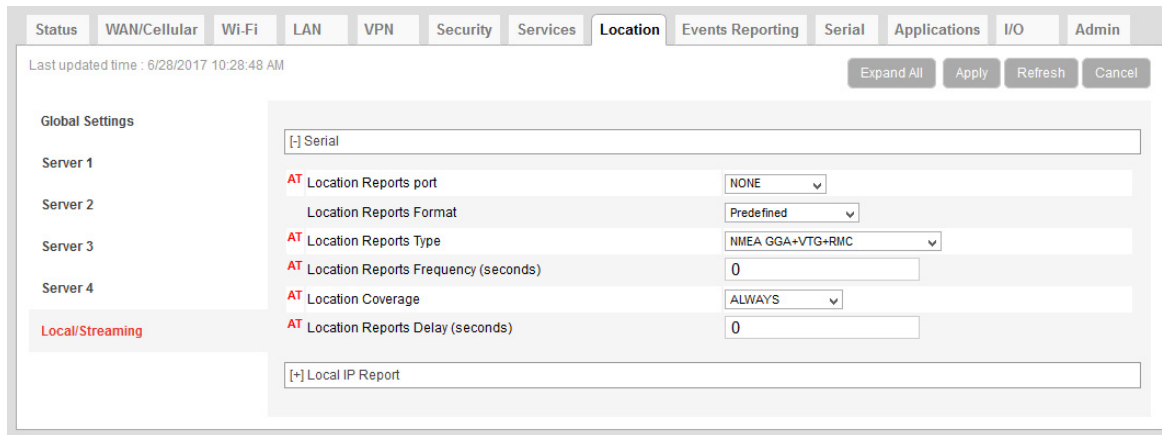 Status WAN/Cellular Wi-Fi LAN VPN Security Services Location Events Reporting Serial Applications I/O Admin
Last updated time : 6/28/2017 10:28:48 AM
Expand All Apply Refresh Cancel
Global Settings
Server 1
Server 2
Server 3
Server 4
Local/Streaming
[-] Serial
AT Location Reports port NONE
Location Reports Format Predefined
AT Location Reports Type NMEA GGA+VTG+RMC
AT Location Reports Frequency (seconds) 0
AT Location Coverage ALWAYS
AT Location Reports Delay (seconds) 0
[+] Local IP Report